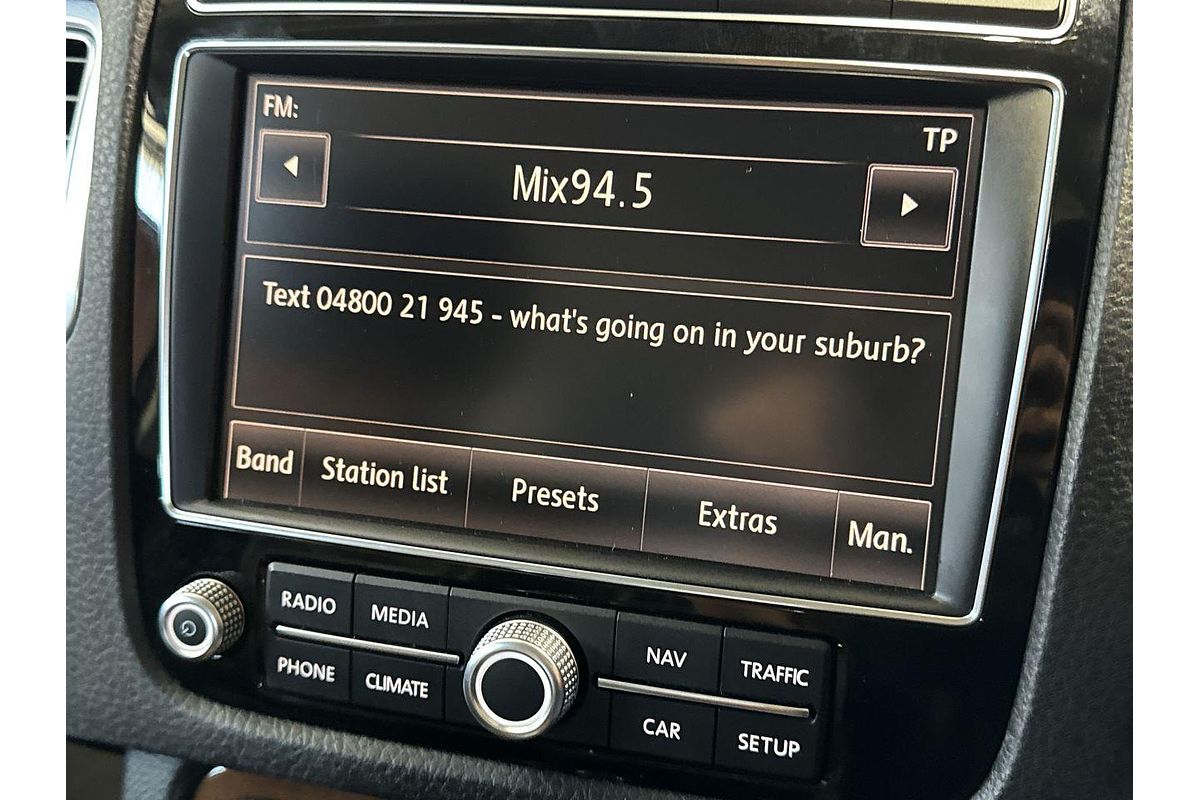 FM:
TP
Mix94.5
Text 04800 21 945 - what's going on in your suburb?
Band
Station list
Presets
Extras
Man.
RADIO
MEDIA
NAV
TRAFFIC
PHONE
CLIMATE
CAR
SETUP